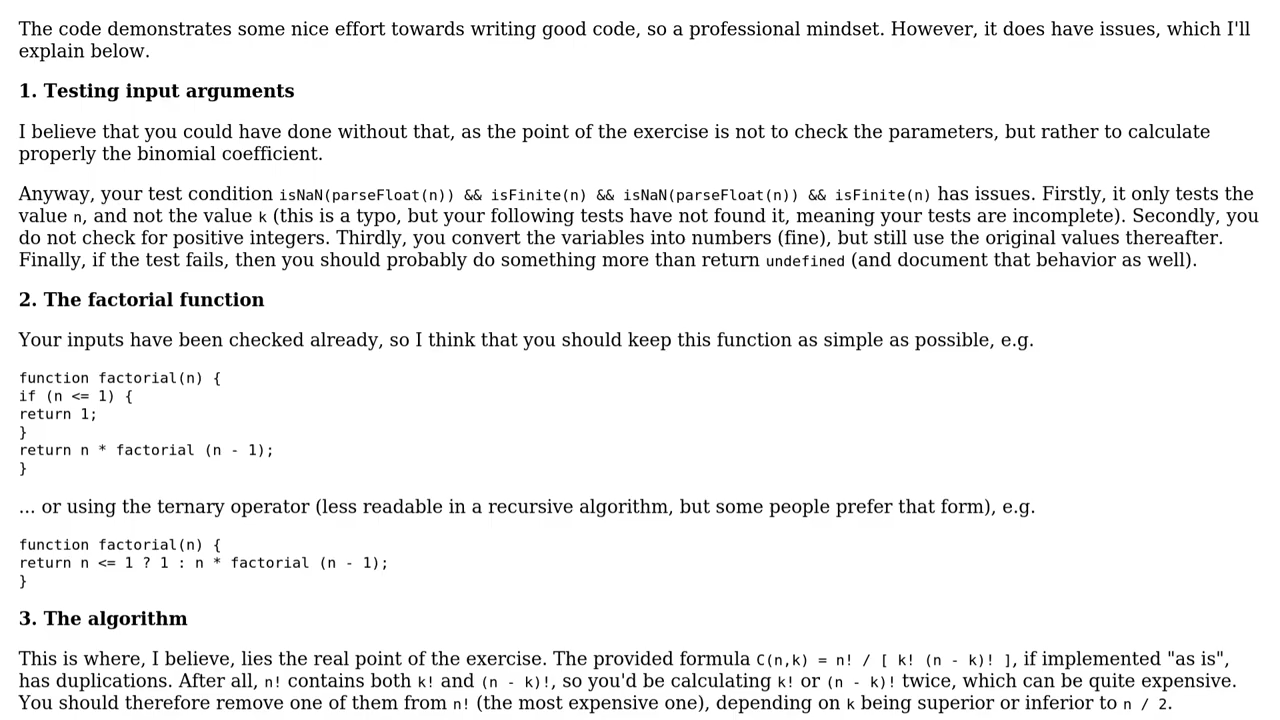 The code demonstrates some nice effort towards writing good code, so a professional mindset. However, it does have issues, which I'll
explain below.
1. Testing input arguments
I believe that you could have done without that, as the point of the exercise is not to check the parameters, but rather to calculate
properly the binomial coefficient.
Anyway, your test condition isNaN(parseFloat(n)) && isFinite(n) && isNaN(parseFloat(n)) && isFinite(n) has issues. Firstly, it only tests the
value n, and not the value k (this is a typo, but your following tests have not found it, meaning your tests are incomplete). Secondly, you
do not check for positive integers. Thirdly, you convert the variables into numbers (fine), but still use the original values thereafter.
Finally, if the test fails, then you should probably do something more than return undefined (and document that behavior as well).
2. The factorial function
Your inputs have been checked already, so I think that you should keep this function as simple as possible, e.g.
function factorial(n) {
if (n <= 1) {
return 1;
}
return n * factorial (n - 1);
}
... or using the ternary operator (less readable in a recursive algorithm, but some people prefer that form), e.g.
function factorial(n) {
return n <= 1 ? 1 : n * factorial (n - 1);
}
3. The algorithm
This is where, I believe, lies the real point of the exercise. The provided formula C(n,k) = n! / [ k! (n - k)! ], if implemented "as is",
has duplications. After all, n! contains both k! and (n - k)!, so you'd be calculating k! or (n - k)! twice, which can be quite expensive.
You should therefore remove one of them from n! (the most expensive one), depending on k being superior or inferior to n / 2.